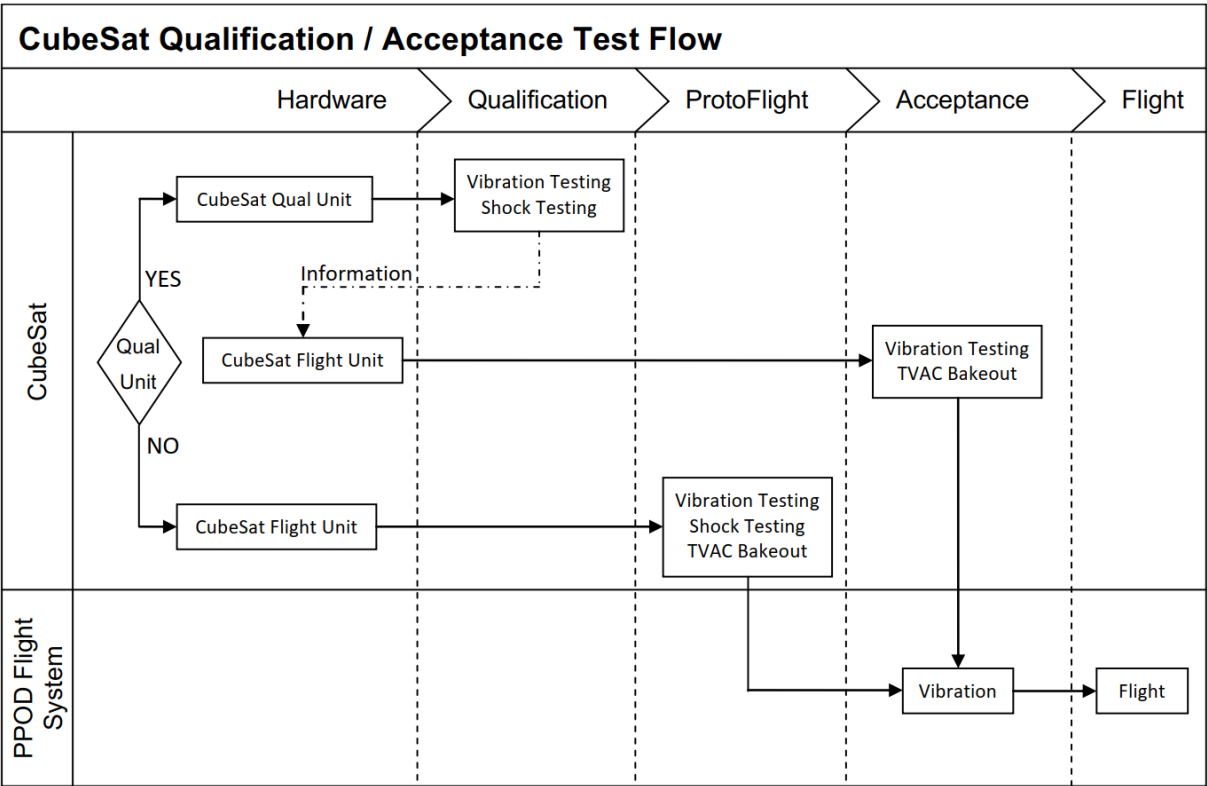 CubeSat Qualification / Acceptance Test Flow
Hardware
Qualification
ProtoFlight
Acceptance
Flight
CubeSat
CubeSat Qual Unit
Vibration Testing
Shock Testing
YES
Information
Qual
Unit
CubeSat Flight Unit
Vibration Testing
TVAC Bakeout
NO
CubeSat Flight Unit
Vibration Testing
Shock Testing
TVAC Bakeout
PPOD Flight
System
Vibration
Flight